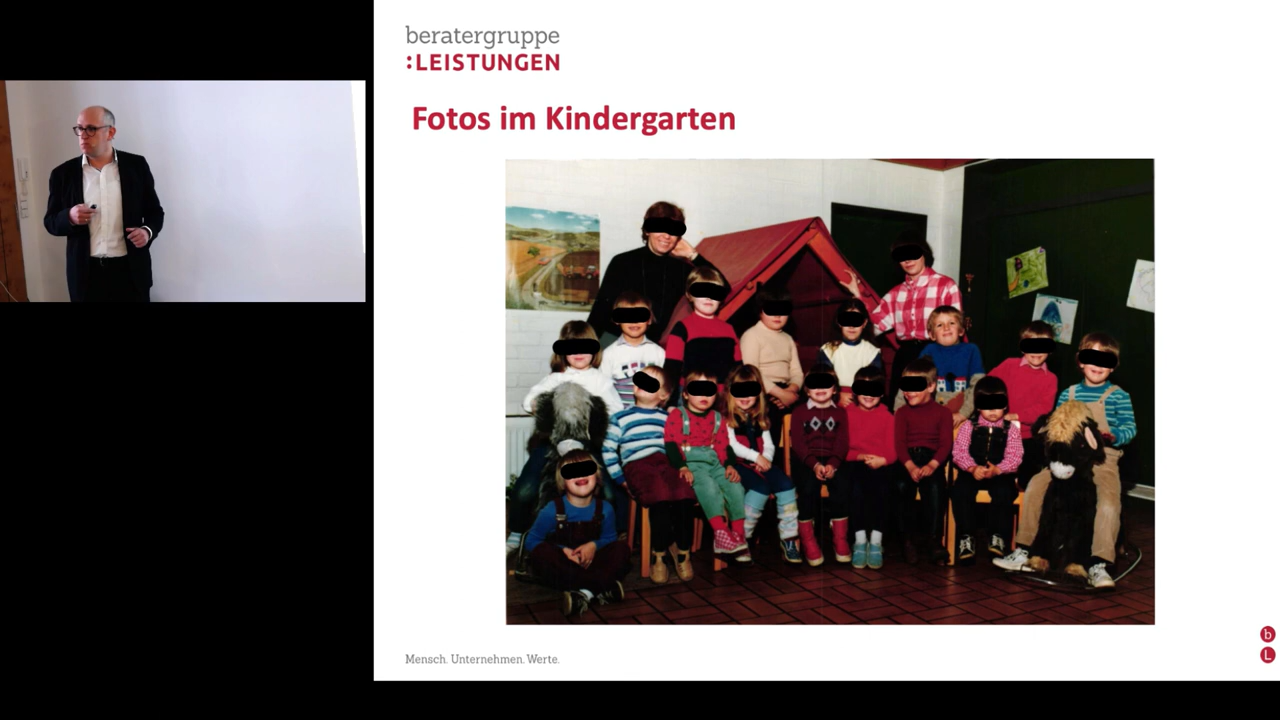 beratergruppe
:LEISTUNGEN
Fotos im Kindergarten
Mensch. Unternehmen. Werte.
b
L